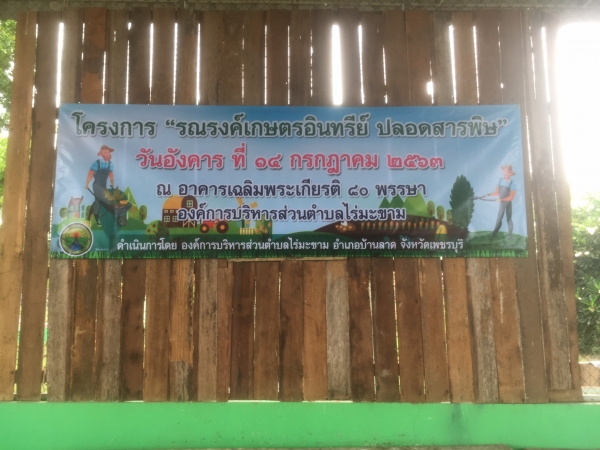 โครงการ “รณรงค์เกษตรอินทรีย์ ปลอดสารพิษ”
วันอังคาร ที่ ๑๔ กรกฎาคม ๒๕๖๓
ณ อาคารเฉลิมพระเกียรติ ๘๐ พรรษา
องค์การบริหารส่วนตำบลไร่มะขาม
ดำเนินการโดย องค์การบริหารส่วนตำบลไร่มะขาม อำเภอบ้านลาด จังหวัดเพชรบุรี